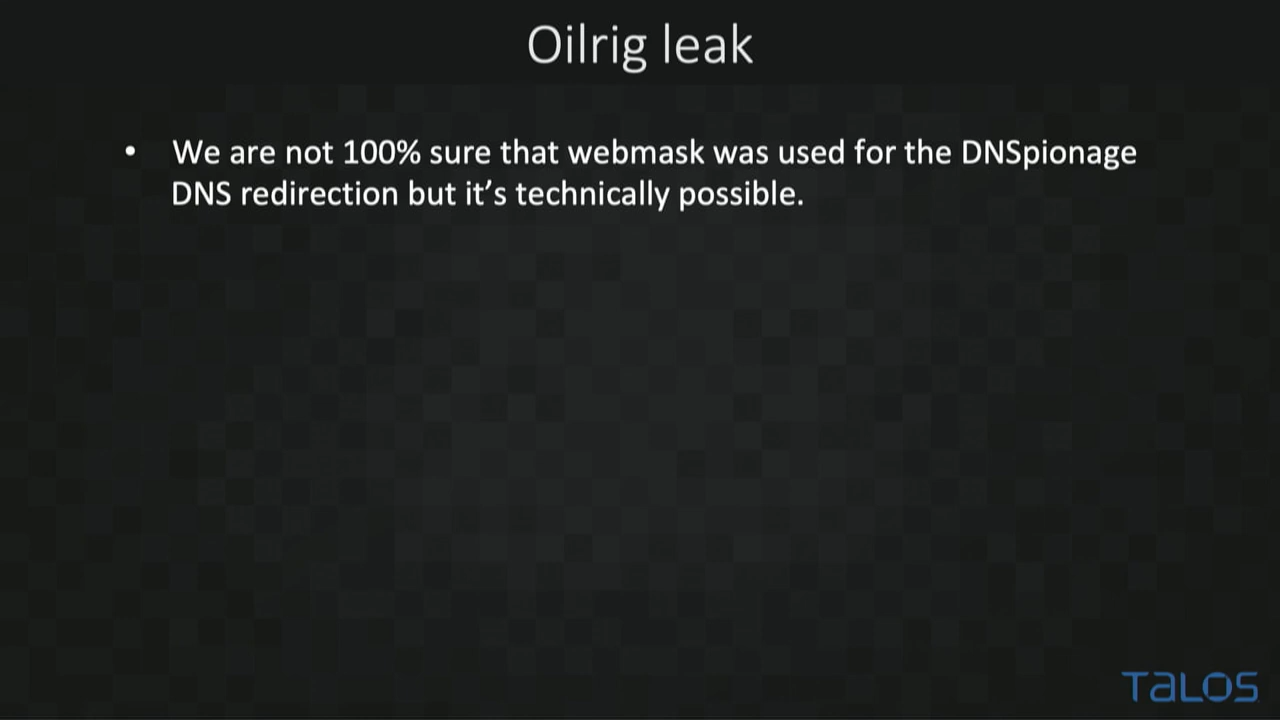 Oilrig leak
• We are not 100% sure that webmask was used for the DNSpionage
DNS redirection but it’s technically possible.
TALOS